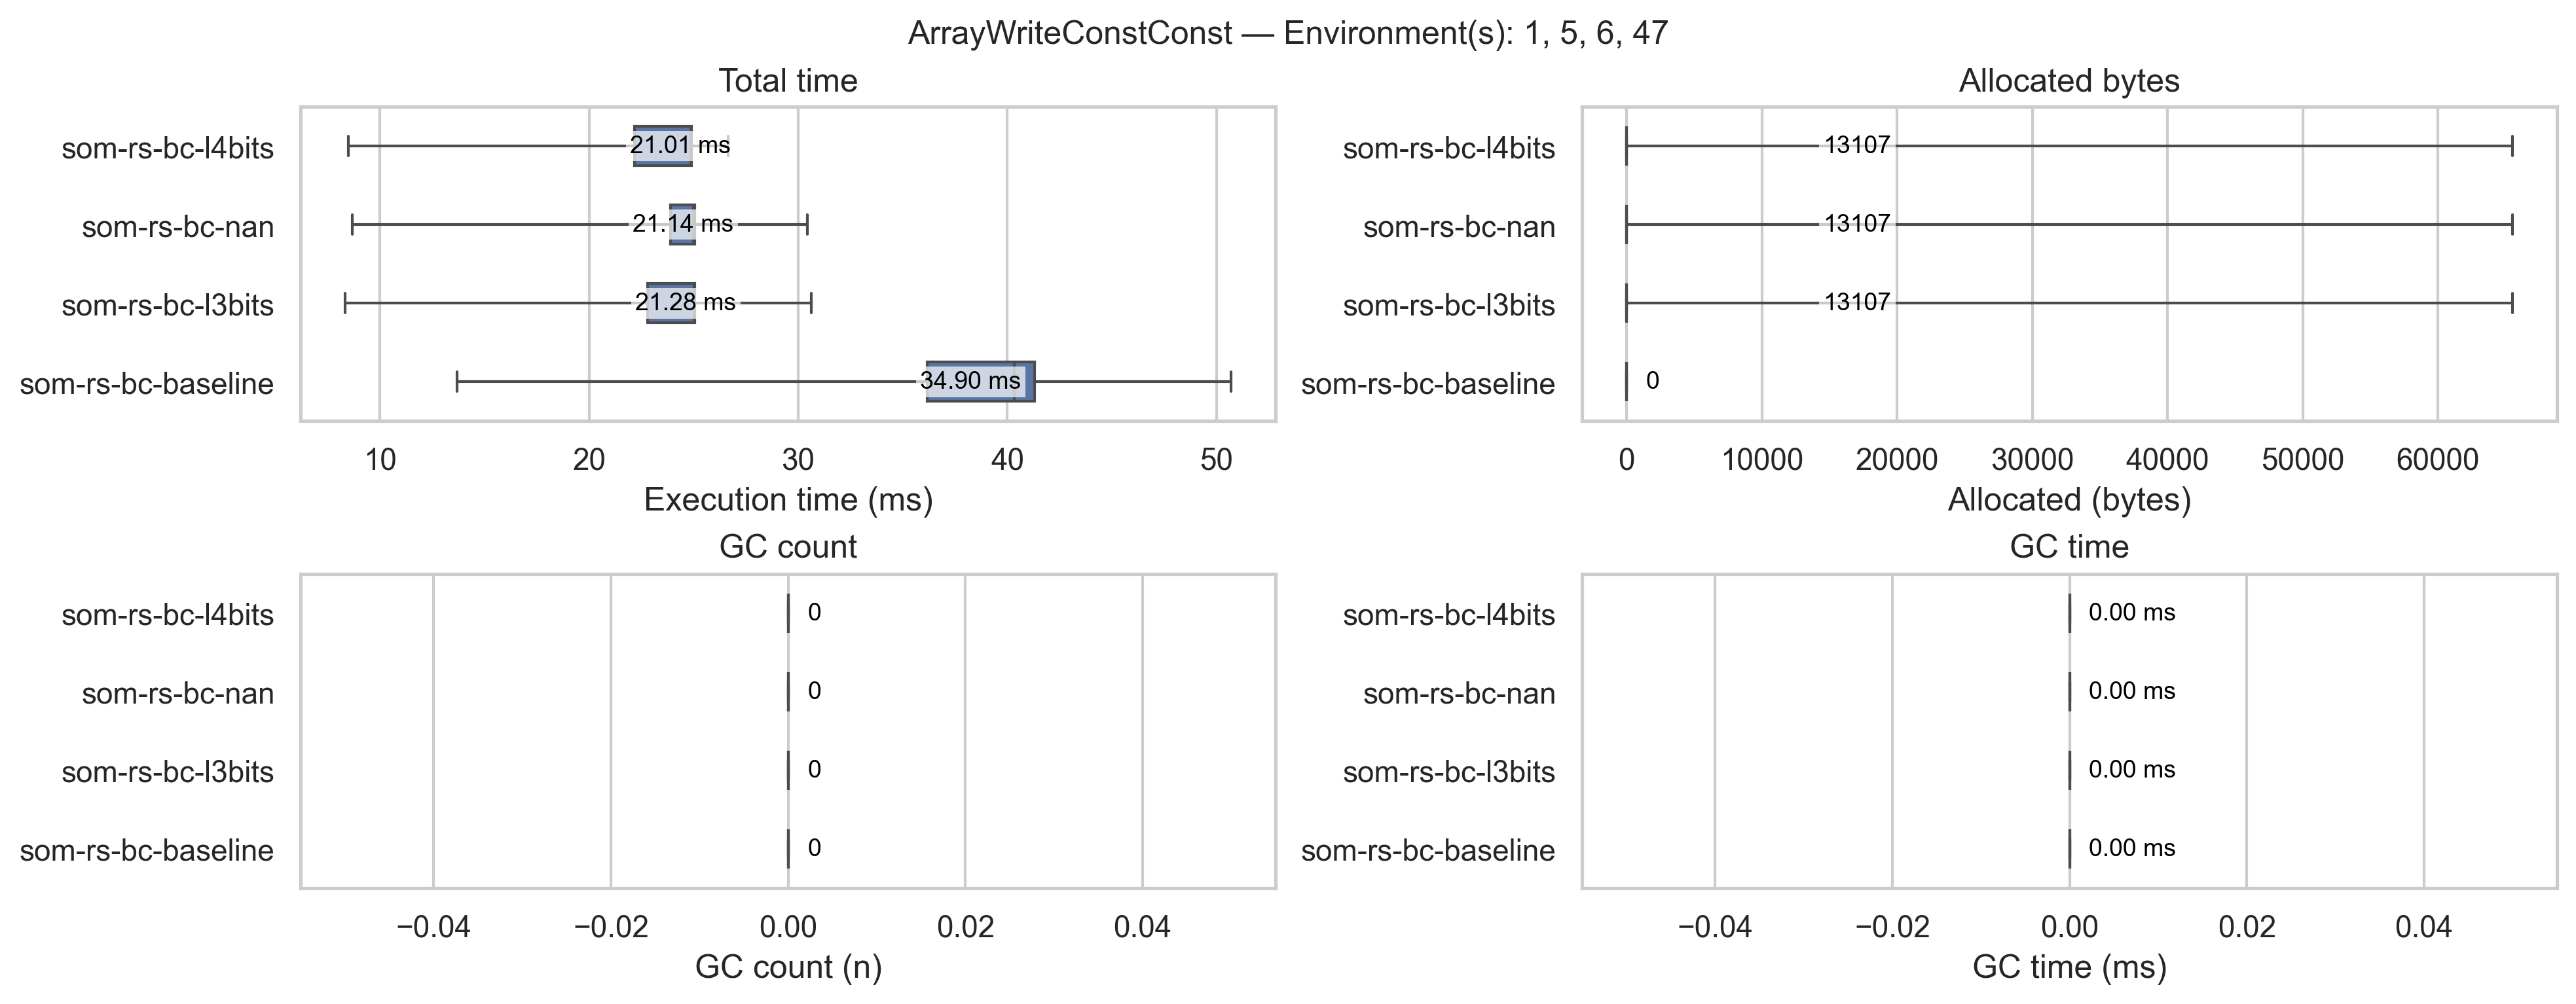 ArrayWriteConstConst — Environment(s): 1, 5, 6, 47
Total time
som-rs-bc-l4bits
21.01 ms
som-rs-bc-nan
21.14 ms
som-rs-bc-l3bits
21.28 ms
som-rs-bc-baseline
34.90 ms
10 20 30 40 50
Execution time (ms)
Allocated bytes
som-rs-bc-l4bits
13107
som-rs-bc-nan
13107
som-rs-bc-l3bits
13107
som-rs-bc-baseline
0
0 10000 20000 30000 40000 50000 60000
Allocated (bytes)
GC count
som-rs-bc-l4bits
0
som-rs-bc-nan
0
som-rs-bc-l3bits
0
som-rs-bc-baseline
0
−0.04 −0.02 0.00 0.02 0.04
GC count (n)
GC time
som-rs-bc-l4bits
0.00 ms
som-rs-bc-nan
0.00 ms
som-rs-bc-l3bits
0.00 ms
som-rs-bc-baseline
0.00 ms
−0.04 −0.02 0.00 0.02 0.04
GC time (ms)